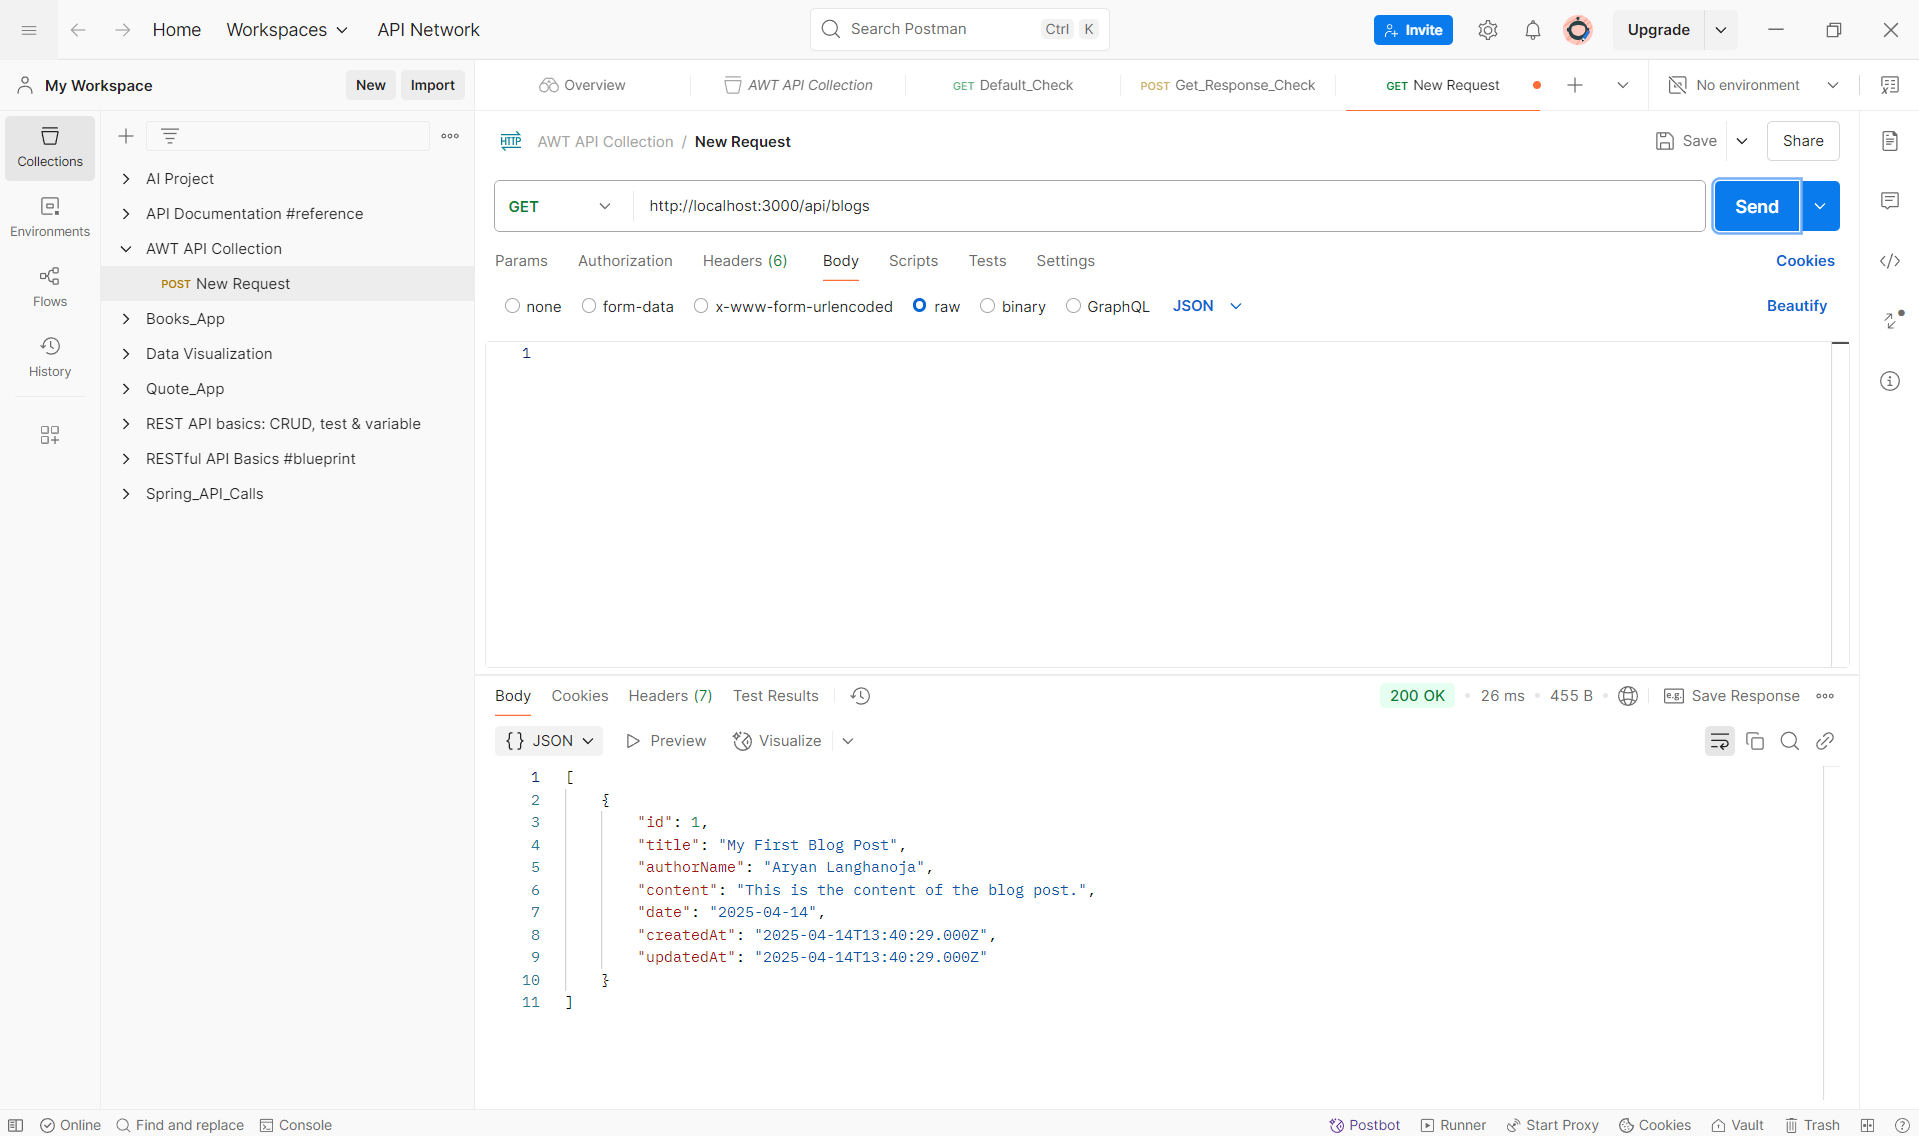 Home Workspaces API Network Search Postman Ctrl K Invite Upgrade
My Workspace New Import Overview AWT API Collection GET Default_Check POST Get_Response_Check GET New Request No environment
Collections
Environments
Flows
History
AI Project
API Documentation #reference
AWT API Collection
POST New Request
Books_App
Data Visualization
Quote_App
REST API basics: CRUD, test & variable
RESTful API Basics #blueprint
Spring_API_Calls
HTTP AWT API Collection / New Request Save Share
GET http://localhost:3000/api/blogs Send
Params Authorization Headers (6) Body Scripts Tests Settings Cookies
none form-data x-www-form-urlencoded raw binary GraphQL JSON Beautify
1
Body Cookies Headers (7) Test Results 200 OK • 26 ms • 455 B • e.g. Save Response
{} JSON Preview Visualize
1 [
2 {
3 "id": 1,
4 "title": "My First Blog Post",
5 "authorName": "Aryan Langhanoja",
6 "content": "This is the content of the blog post.",
7 "date": "2025-04-14",
8 "createdAt": "2025-04-14T13:40:29.000Z",
9 "updatedAt": "2025-04-14T13:40:29.000Z"
10 }
11 ]
Online Find and replace Console Postbot Runner Start Proxy Cookies Vault Trash